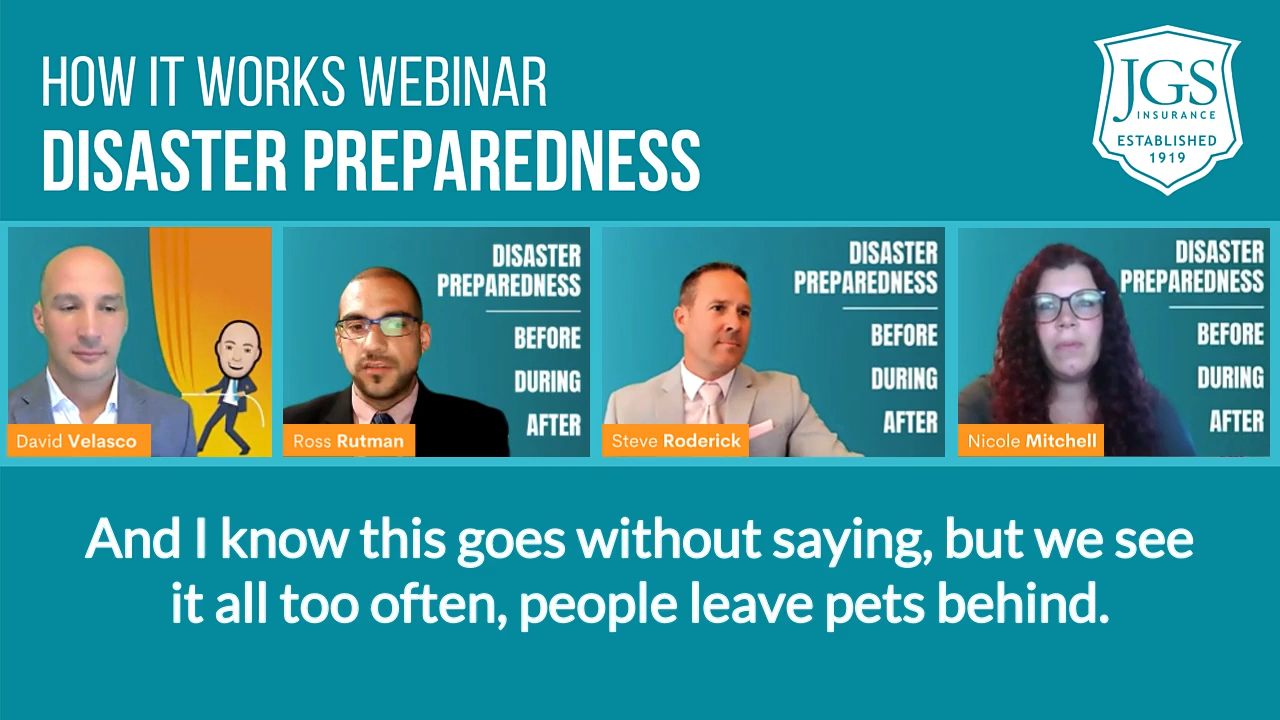 HOW IT WORKS WEBINAR
DISASTER PREPAREDNESS
JGS
INSURANCE
ESTABLISHED
1919
David Velasco
DISASTER
PREPAREDNESS
BEFORE
DURING
AFTER
Ross Rutman
DISASTER
PREPAREDNESS
BEFORE
DURING
AFTER
Steve Roderick
DISASTER
PREPAREDNESS
BEFORE
DURING
AFTER
Nicole Mitchell
And I know this goes without saying, but we see
it all too often, people leave pets behind.